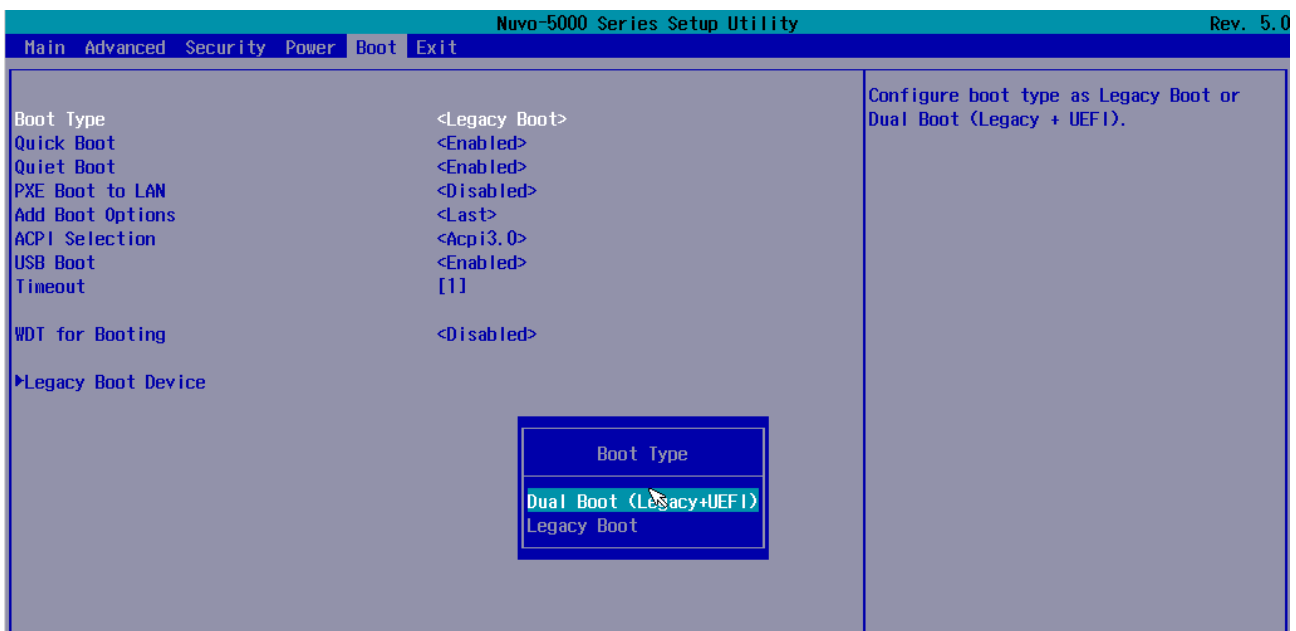 Nuvo-5000 Series Setup Utility Rev. 5.0
Main Advanced Security Power Boot Exit
Boot Type <Legacy Boot>
Quick Boot <Enabled>
Quiet Boot <Enabled>
PXE Boot to LAN <Disabled>
Add Boot Options <Last>
ACPI Selection <Acpi3.0>
USB Boot <Enabled>
Timeout [1]
WDT for Booting <Disabled>
Legacy Boot Device
Configure boot type as Legacy Boot or
Dual Boot (Legacy + UEFI).
Boot Type
Dual Boot (Legacy+UEFI)
Legacy Boot